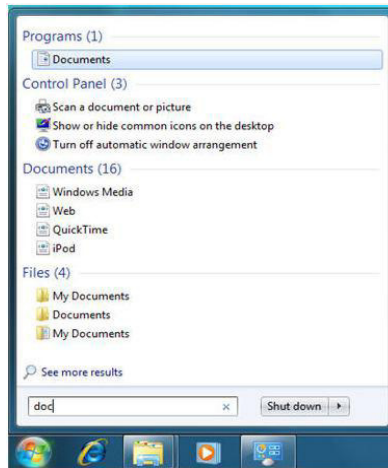 Programs (1)
Documents
Control Panel (3)
Scan a document or picture
Show or hide common icons on the desktop
Turn off automatic window arrangement
Documents (16)
Windows Media
Web
QuickTime
iPod
Files (4)
My Documents
Documents
My Documents
See more results
doc
Shut down